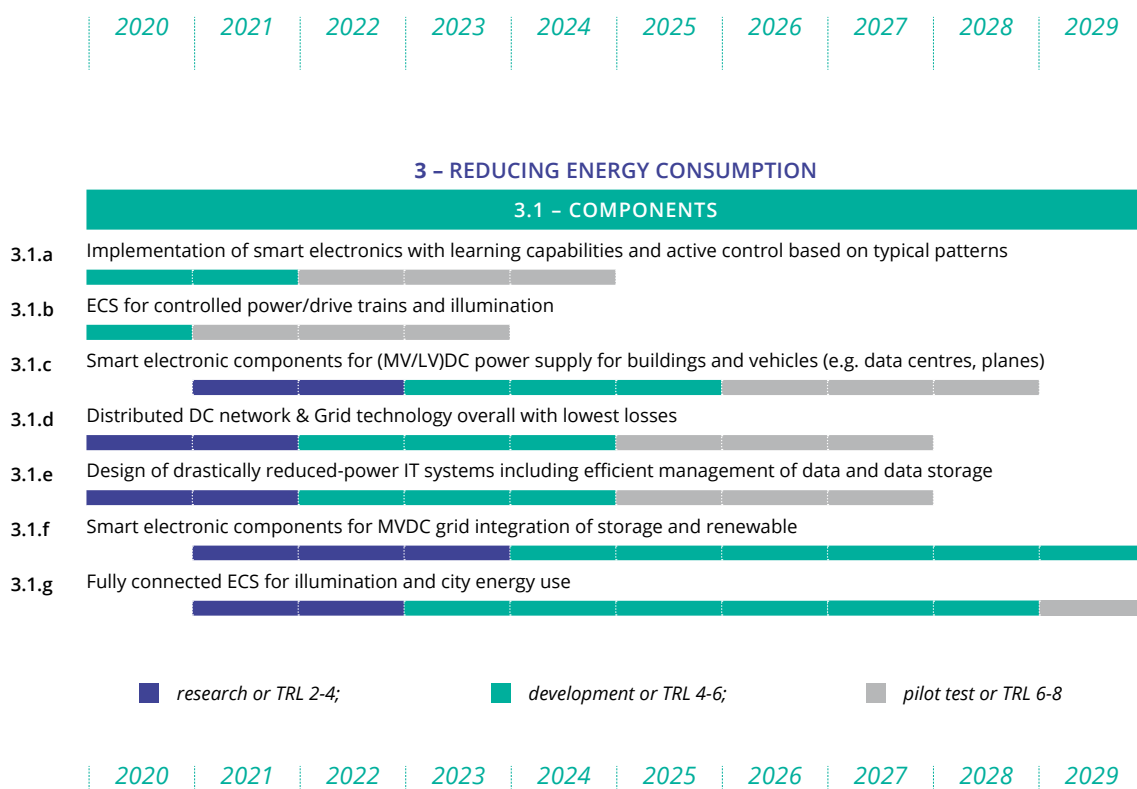 2020 2021 2022 2023 2024 2025 2026 2027 2028 2029
3 – REDUCING ENERGY CONSUMPTION
3.1 – COMPONENTS
3.1.a Implementation of smart electronics with learning capabilities and active control based on typical patterns
3.1.b ECS for controlled power/drive trains and illumination
3.1.c Smart electronic components for (MV/LV)DC power supply for buildings and vehicles (e.g. data centres, planes)
3.1.d Distributed DC network & Grid technology overall with lowest losses
3.1.e Design of drastically reduced-power IT systems including efficient management of data and data storage
3.1.f Smart electronic components for MVDC grid integration of storage and renewable
3.1.g Fully connected ECS for illumination and city energy use
research or TRL 2-4; development or TRL 4-6; pilot test or TRL 6-8
2020 2021 2022 2023 2024 2025 2026 2027 2028 2029